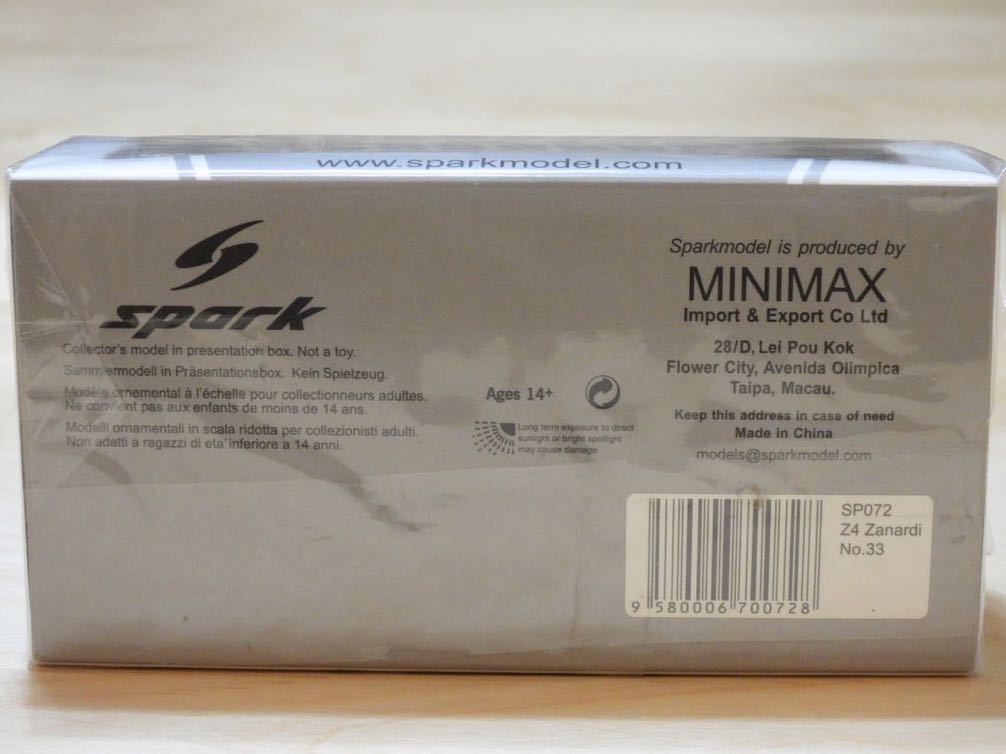 www.sparkmodel.com
spark
Collector's model in presentation box. Not a toy.
Sammlermodell in Präsentationsbox. Kein Spielzeug.
Modèle ornemental à l'échelle pour collectionneurs adultes.
Ne convient pas aux enfants de moins de 14 ans.
Modelli ornamentali in scala ridotta per collezionisti adulti.
Non adatti a ragazzi di eta' inferiore a 14 anni.
Ages 14+
Long term exposure to direct
sunlight or bright spotlight
may cause damage
Sparkmodel is produced by
MINIMAX
Import & Export Co Ltd
28/D, Lei Pou Kok
Flower City, Avenida Olimpica
Taipa, Macau.
Keep this address in case of need
Made in China
models@sparkmodel.com
SP072
Z4 Zanardi
No.33
9 580006 700728